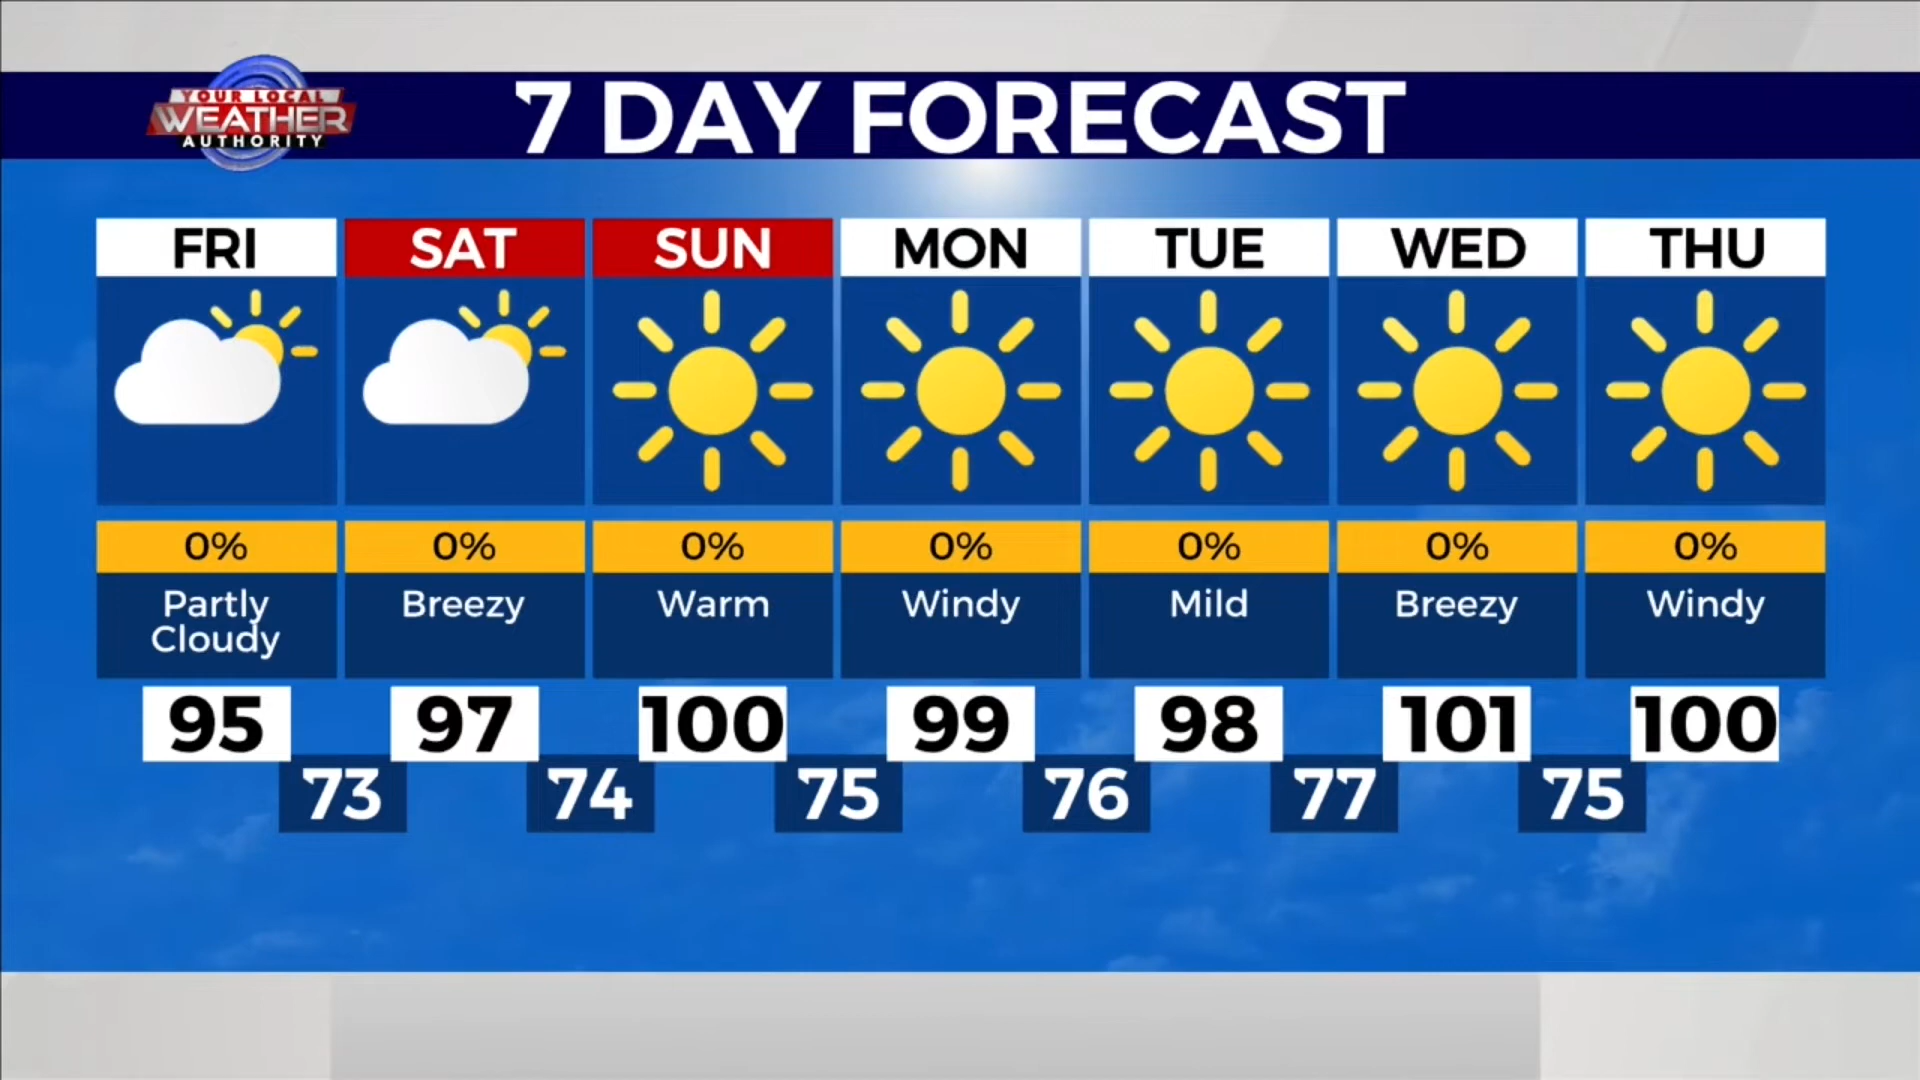 YOUR LOCAL
WEATHER
AUTHORITY
7 DAY FORECAST
FRI SAT SUN MON TUE WED THU
0% 0% 0% 0% 0% 0% 0%
Partly Breezy Warm Windy Mild Breezy Windy
Cloudy
95 97 100 99 98 101 100
73 74 75 76 77 75